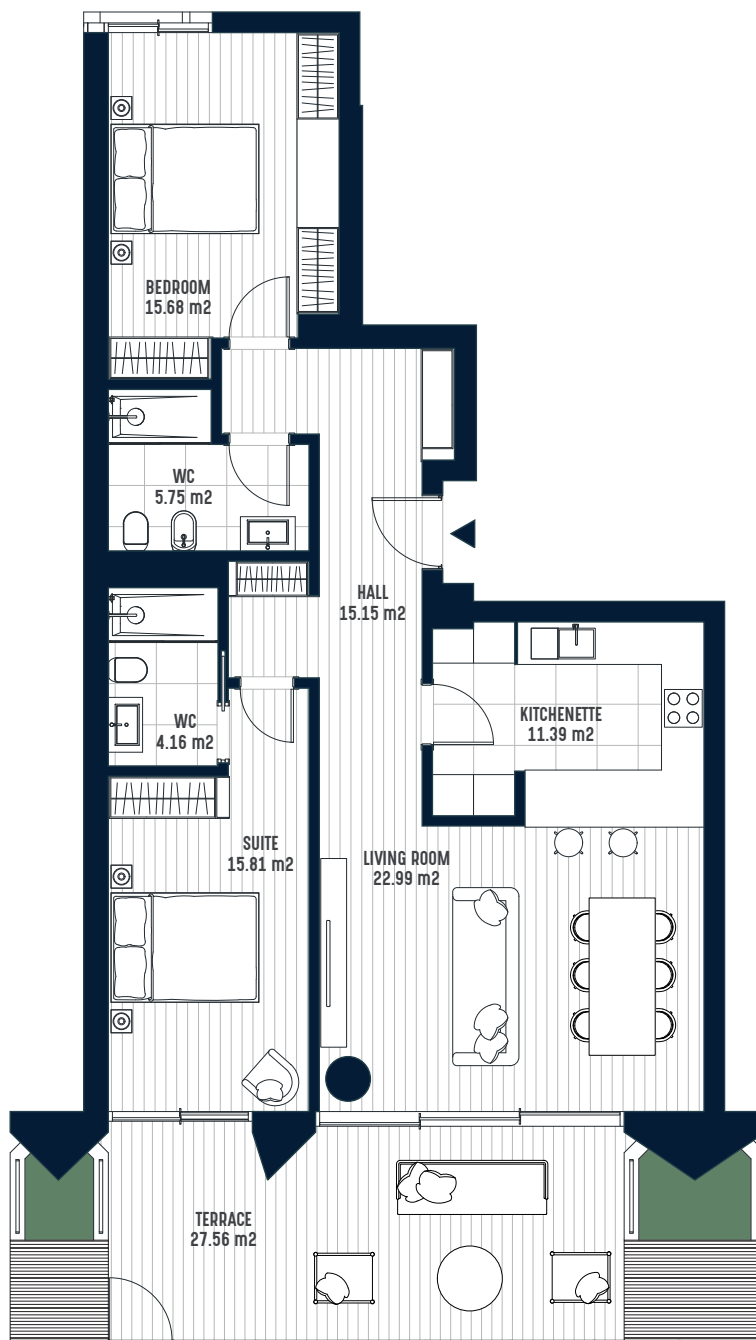 BEDROOM
15.68 m2
WC
5.75 m2
HALL
15.15 m2
WC
4.16 m2
KITCHENETTE
11.39 m2
SUITE
15.81 m2
LIVING ROOM
22.99 m2
TERRACE
27.56 m2